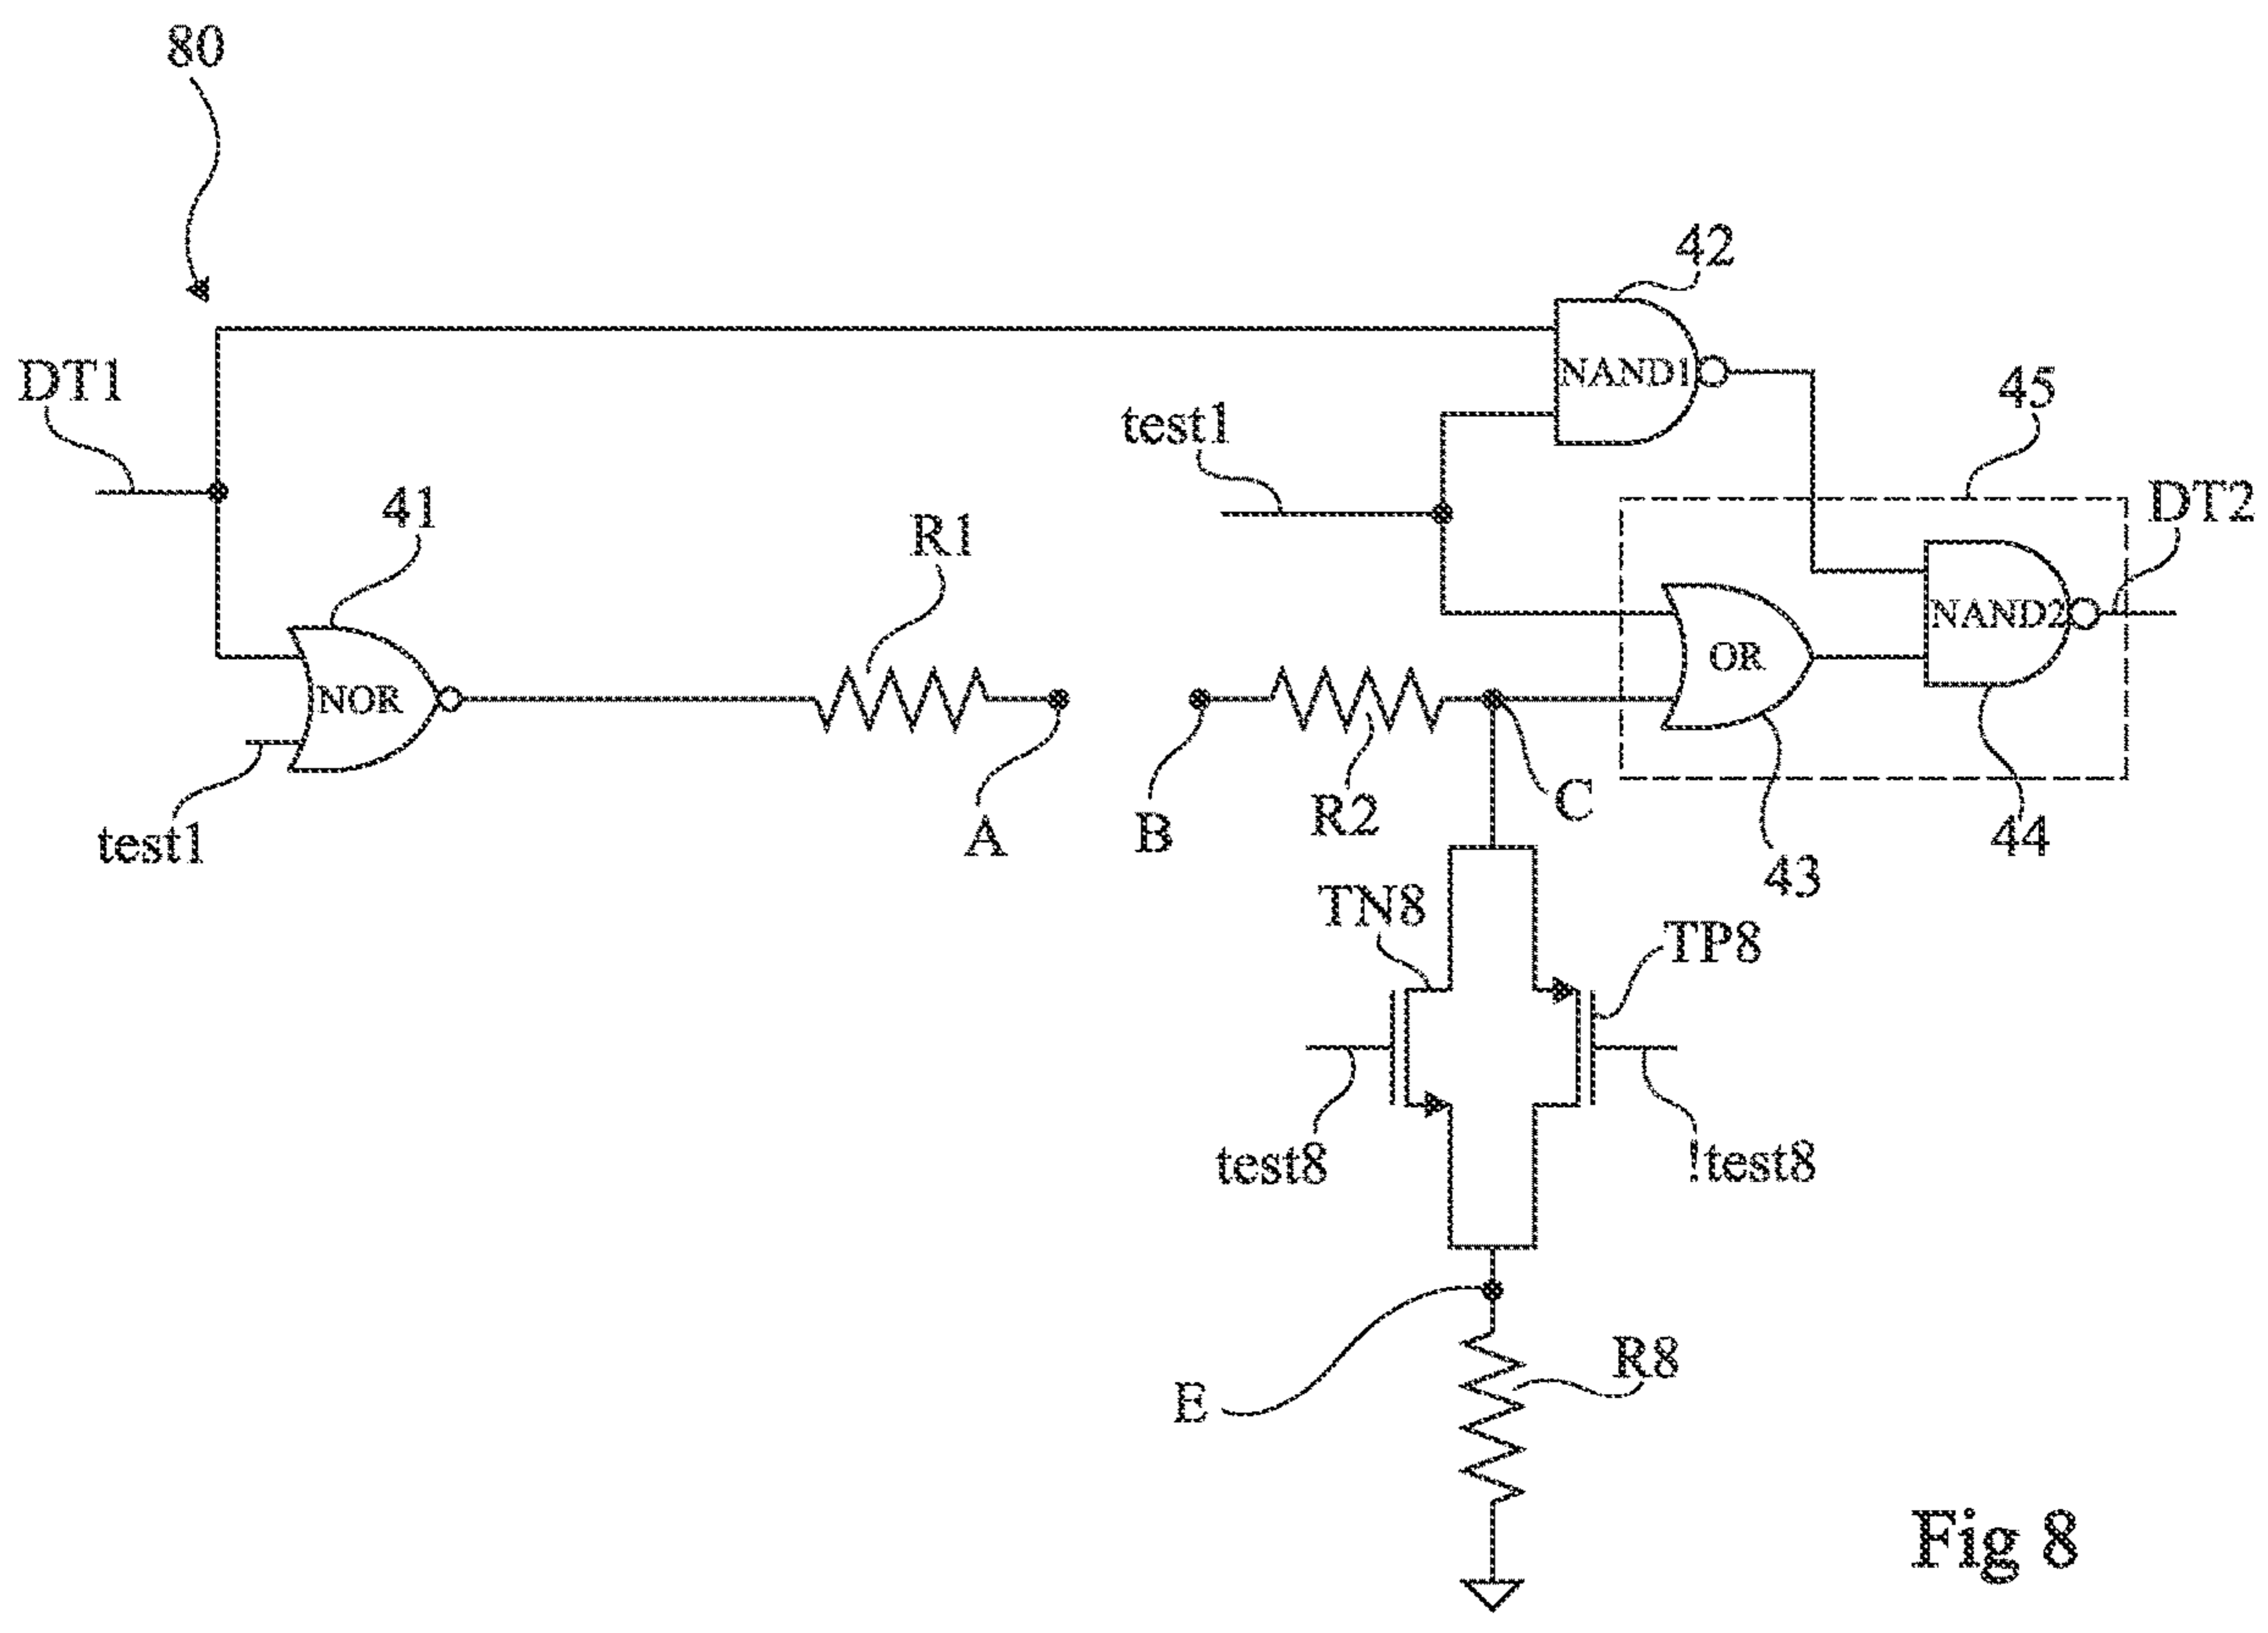 80
42
DT1
NAND1
45
test1
41
R1
DT2
NAND2
OR
NOR
test1
A
B
R2
C
44
43
TN8
TP8
test8
!test8
E
R8
Fig 8